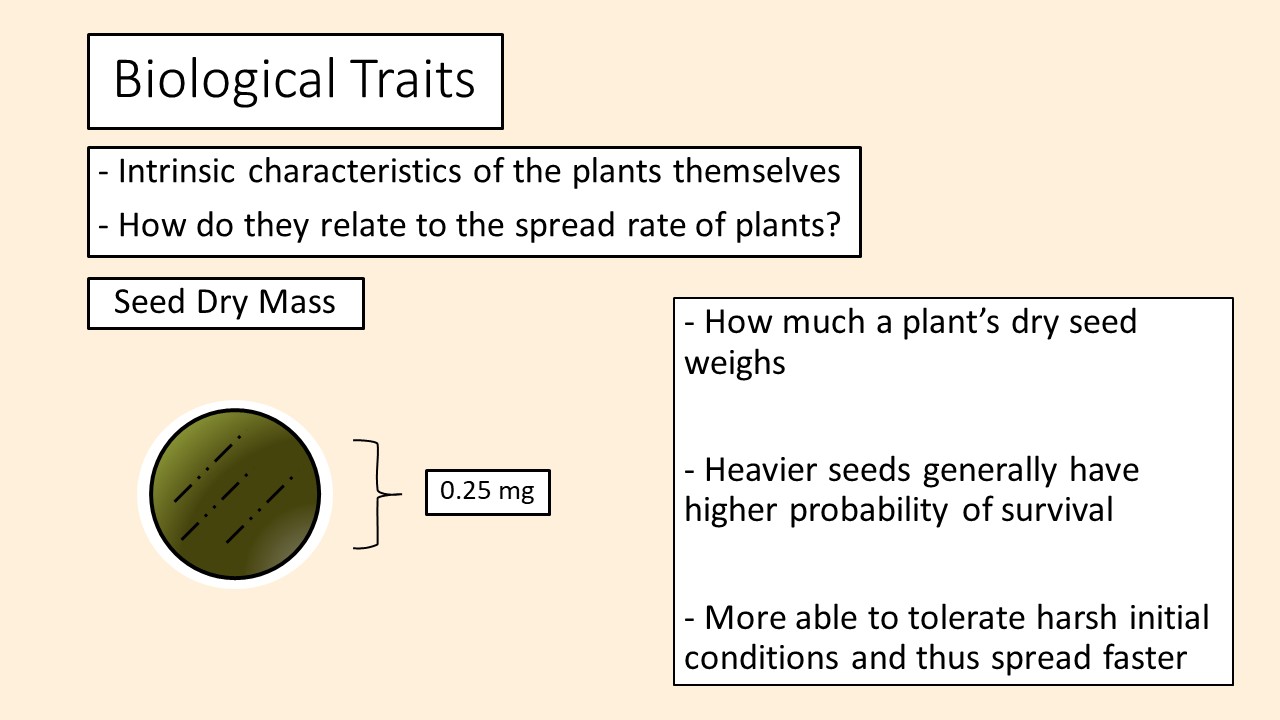 Biological Traits
- Intrinsic characteristics of the plants themselves
- How do they relate to the spread rate of plants?
Seed Dry Mass
0.25 mg
- How much a plant’s dry seed
weighs
- Heavier seeds generally have
higher probability of survival
- More able to tolerate harsh initial
conditions and thus spread faster